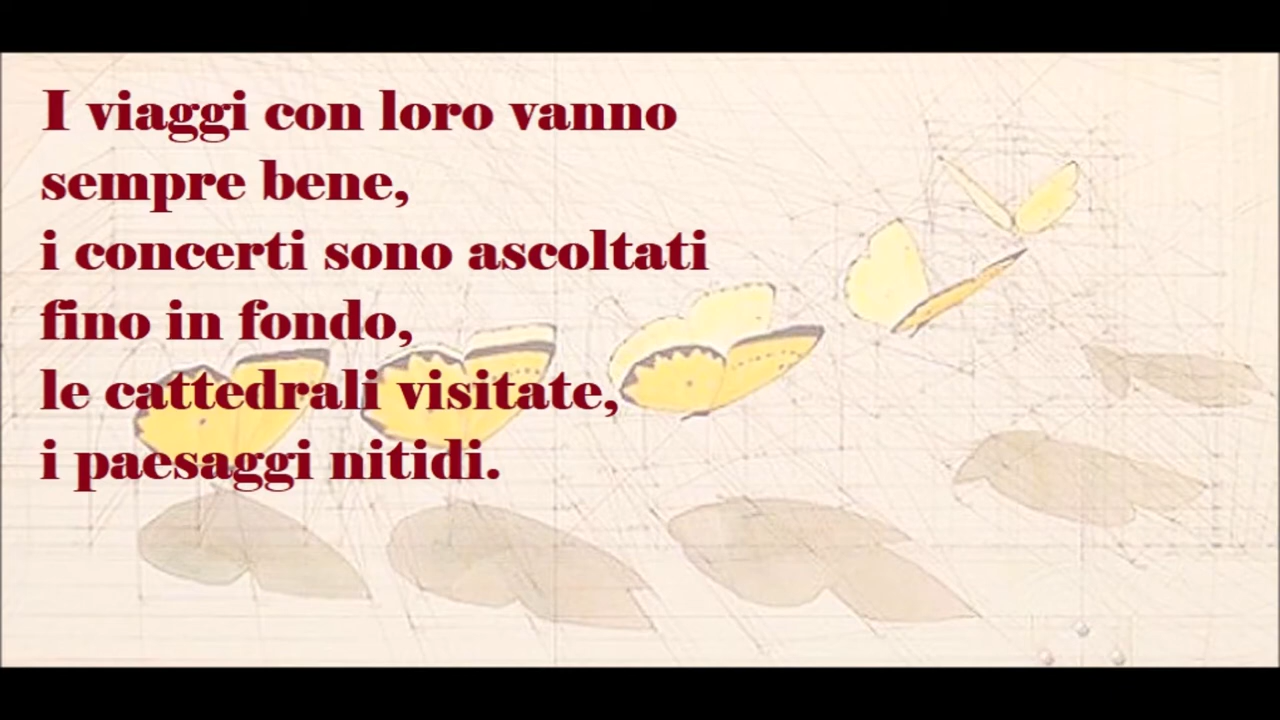 I viaggi con loro vanno
sempre bene,
i concerti sono ascoltati
fino in fondo,
le cattedrali visitate,
i paesaggi nitidi.